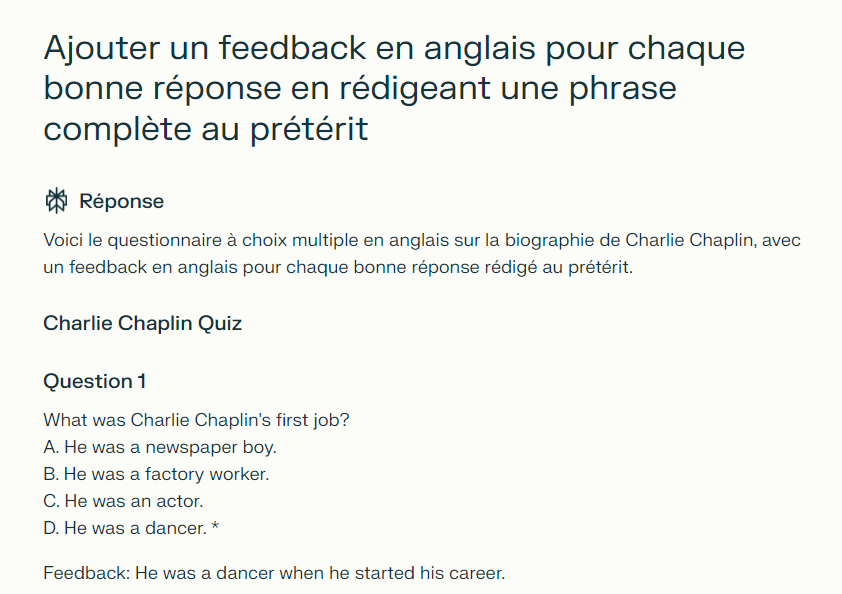 Ajouter un feedback en anglais pour chaque
bonne réponse en rédigeant une phrase
complète au prétérit
Réponse
Voici le questionnaire à choix multiple en anglais sur la biographie de Charlie Chaplin, avec
un feedback en anglais pour chaque bonne réponse rédigé au prétérit.
Charlie Chaplin Quiz
Question 1
What was Charlie Chaplin's first job?
A. He was a newspaper boy.
B. He was a factory worker.
C. He was an actor.
D. He was a dancer. *
Feedback: He was a dancer when he started his career.